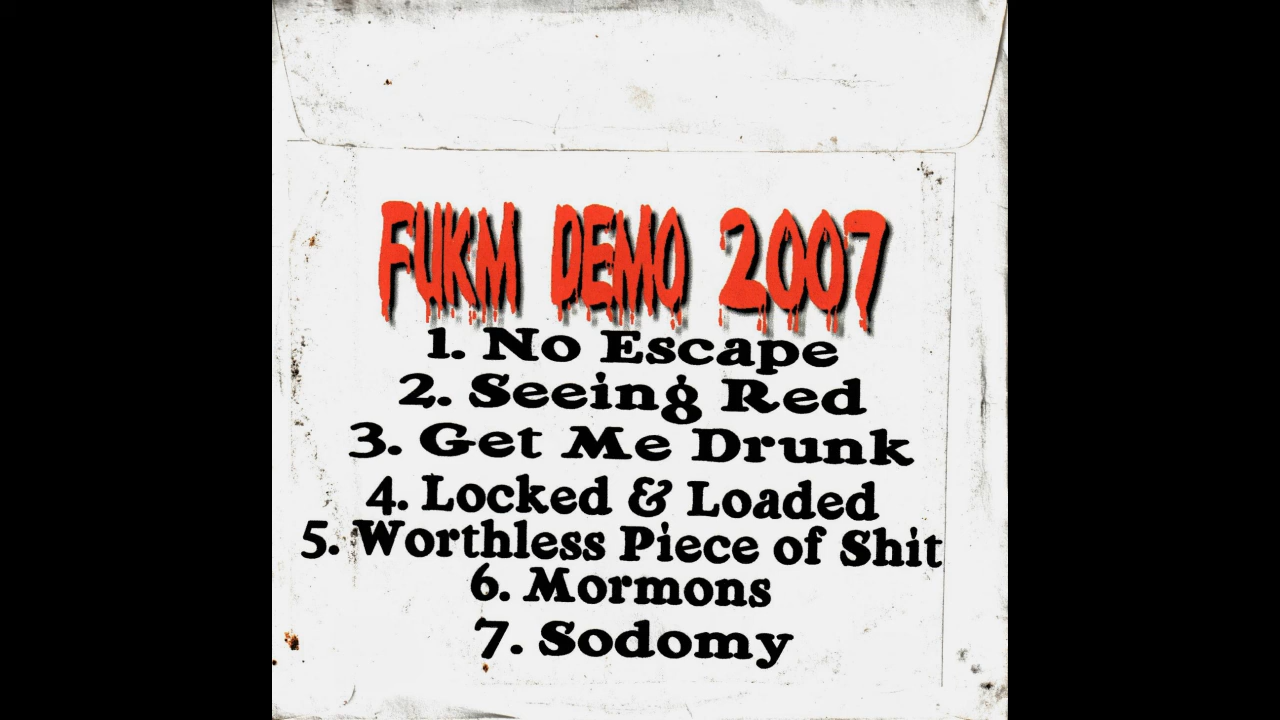 FUKM DEMO 2007
1. No Escape
2. Seeing Red
3. Get Me Drunk
4. Locked & Loaded
5. Worthless Piece of Shit
6. Mormons
7. Sodomy